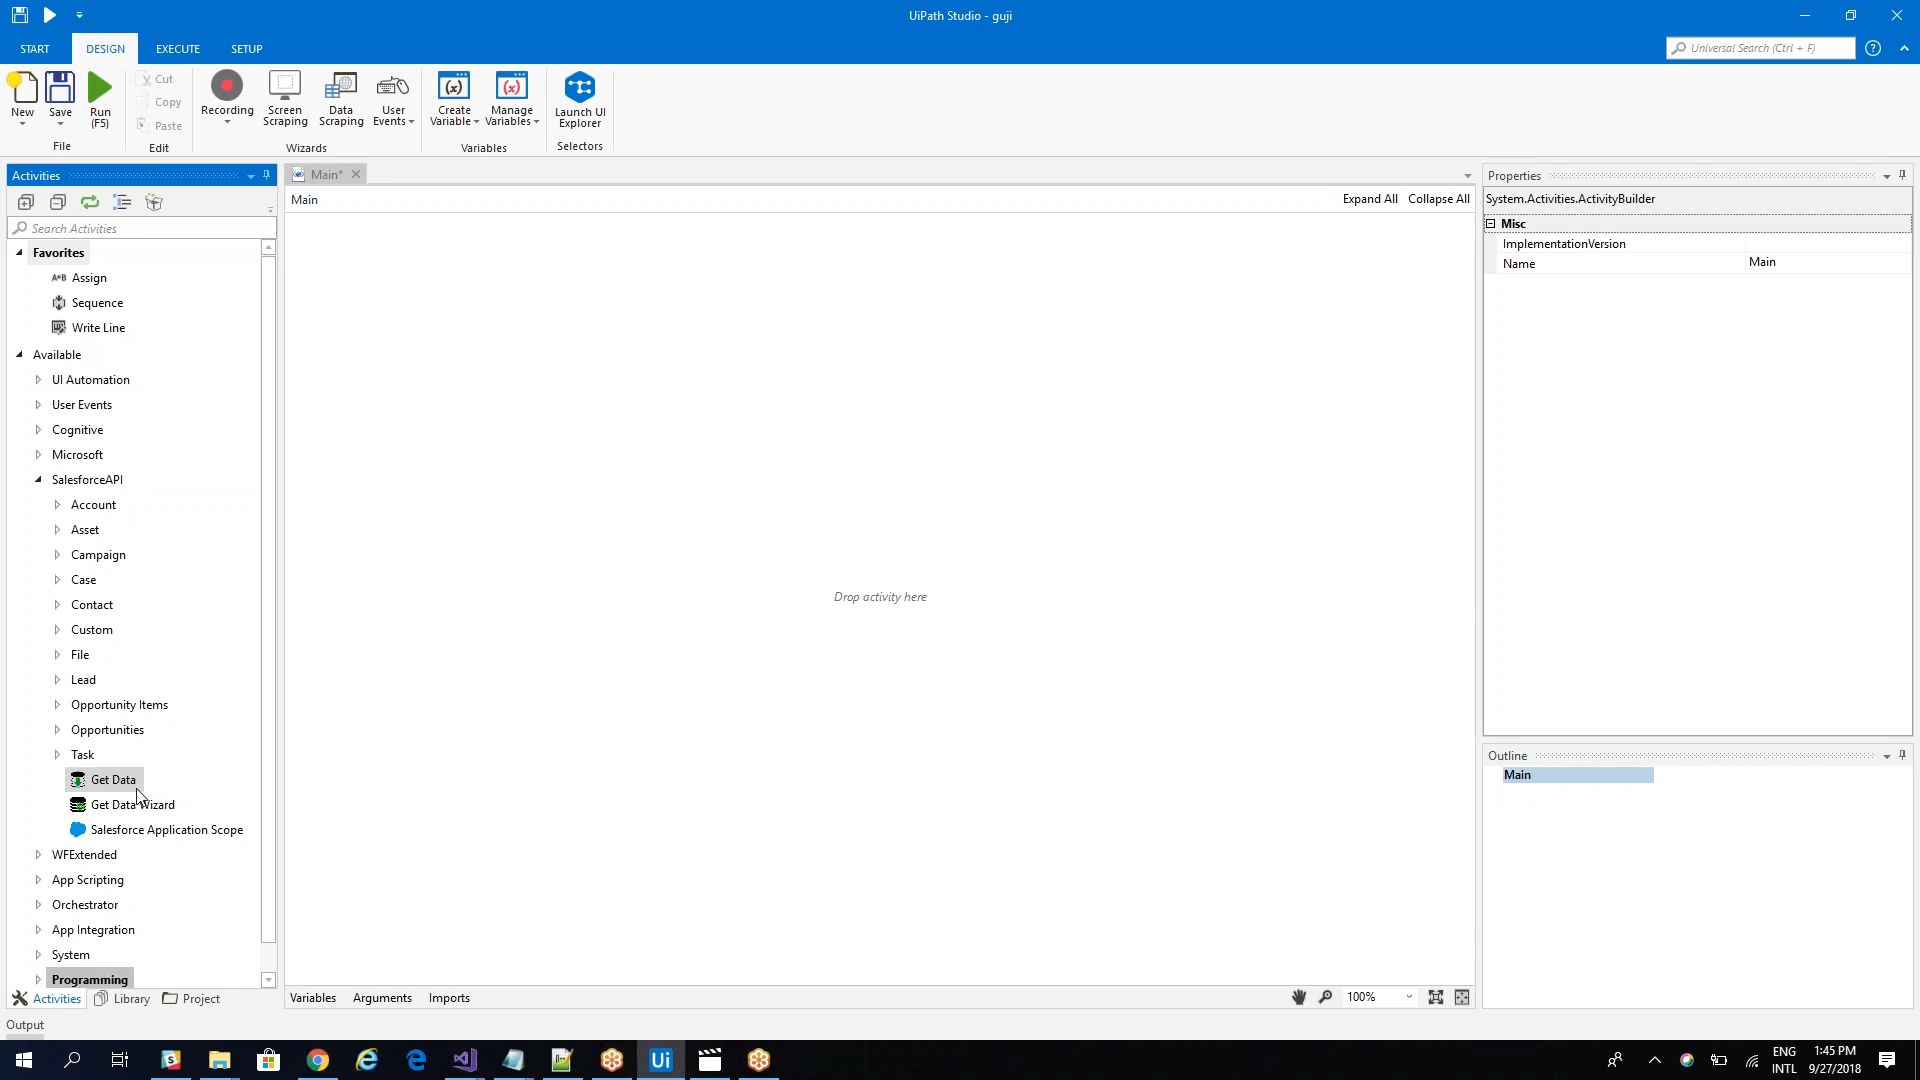 UiPath Studio - guji
START
DESIGN
EXECUTE
SETUP
Universal Search (Ctrl + F)
New
Save
Run
(F5)
Cut
Copy
Paste
Recording
Screen
Scraping
Data
Scraping
User
Events
Create
Variable
Manage
Variables
Launch UI
Explorer
File
Edit
Wizards
Variables
Selectors
Activities
Search Activities
Favorites
Assign
Sequence
Write Line
Available
UI Automation
User Events
Cognitive
Microsoft
SalesforceAPI
Account
Asset
Campaign
Case
Contact
Custom
File
Lead
Opportunity Items
Opportunities
Task
Get Data
Get Data Wizard
Salesforce Application Scope
WFExtended
App Scripting
Orchestrator
App Integration
System
Programming
Activities
Library
Project
Output
Main*
Main
Expand All
Collapse All
Drop activity here
Variables
Arguments
Imports
100%
Properties
System.Activities.ActivityBuilder
Misc
ImplementationVersion
Name
Main
Outline
Main
Ui
ENG
INTL
1:45 PM
9/27/2018